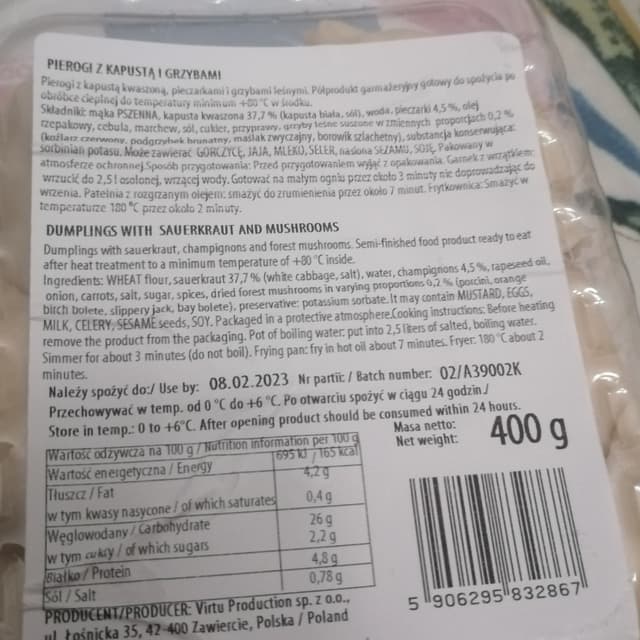 PIEROGI Z KAPUSTĄ I GRZYBAMI
Pierogi z kapustą kwaszoną, pieczarkami i grzybami leśnymi. Półprodukt garmażeryjny gotowy do spożycia po
obróbce cieplnej do temperatury minimum +80 °C w środku.
Składniki: mąka PSZENNA, kapusta kwaszona 37,7 % (kapusta biała, sól), woda, pieczarki 4,5 %, olej
rzepakowy, cebula, marchew, sól, cukier, przyprawy, grzyby leśne suszone w zmiennych proporcjach 0,2 %
(koźlarz czerwony, podgrzybek brunatny, maślak zwyczajny, borowik szlachetny), substancja konserwująca:
sorbinian potasu. Może zawierać GORCZYCĘ, JAJA, MLEKO, SELER, nasiona SEZAMU, SOJĘ. Pakowany w
atmosferze ochronnej. Sposób przygotowania: Przed przygotowaniem wyjąć z opakowania. Garnek z wrzątkiem:
wrzucić do 2,5 l osolonej, wrzącej wody. Gotować na małym ogniu przez około 3 minuty nie doprowadzając do
wrzenia. Patelnia z rozgrzanym olejem: smażyć do zrumienienia przez około 7 minut. Frytkownica: Smażyć w
temperaturze 180 °C przez około 2 minuty.
DUMPLINGS WITH SAUERKRAUT AND MUSHROOMS
Dumplings with sauerkraut, champignons and forest mushrooms. Semi-finished food product ready to eat
after heat treatment to a minimum temperature of +80 °C inside.
Ingredients: WHEAT flour, sauerkraut 37,7 % (white cabbage, salt), water, champignons 4,5 %, rapeseed oil,
onion, carrots, salt, sugar, spices, dried forest mushrooms in varying proportions 0,2 % (porcini, orange
birch bolete, slippery jack, bay bolete), preservative: potassium sorbate. It may contain MUSTARD, EGGS,
MILK, CELERY, SESAME seeds, SOY. Packaged in a protective atmosphere.Cooking instructions: Before heating
remove the product from the packaging. Pot of boiling water: put into 2,5 liters of salted, boiling water.
Simmer for about 3 minutes (do not boil). Frying pan: fry in hot oil about 7 minutes. Fryer: 180 °C about 2
minutes.
Należy spożyć do:/ Use by: 08.02.2023 Nr partii: / Batch number: 02/A39002K
Przechowywać w temp. od 0 °C do +6 °C. Po otwarciu spożyć w ciągu 24 godzin./
Store in temp.: 0 to +6°C. After opening product should be consumed within 24 hours.
Masa netto:
Net weight: 400 g
Wartość odżywcza na 100 g / Nutrition information per 100 g
Wartość energetyczna / Energy 695 kJ / 165 kcal
Tłuszcz / Fat 4,2 g
w tym kwasy nasycone / of which saturates 0,4 g
Węglowodany / Carbohydrate 26 g
w tym cukry / of which sugars 2,2 g
Białko / Protein 4,8 g
Sól / Salt 0,78 g
PRODUCENT/PRODUCER: Virtu Production sp. z o.o.,
ul. Łośnicka 35, 42-400 Zawiercie, Polska / Poland
5 906295 832867